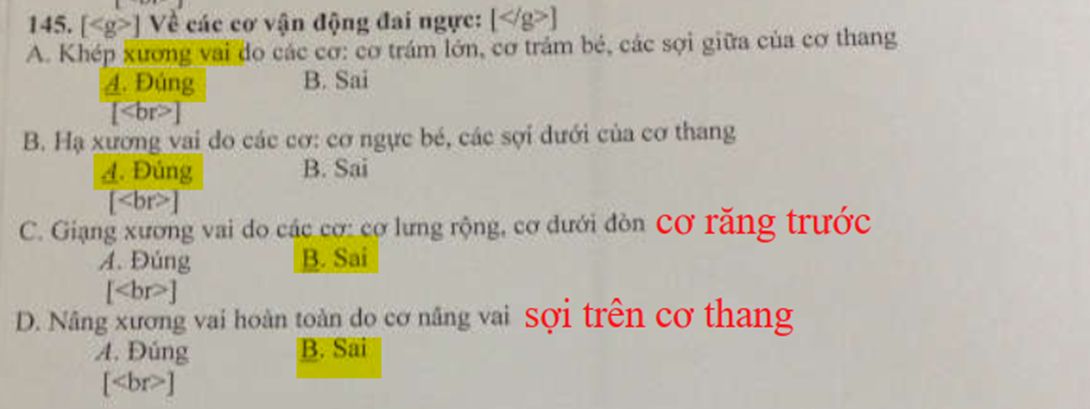 145. [<g>] Về các cơ vận động đai ngực: [</g>]
A. Khép xương vai do các cơ: cơ trám lớn, cơ trám bé, các sợi giữa của cơ thang
A. Đúng B. Sai
[<br>]
B. Hạ xương vai do các cơ: cơ ngực bé, các sợi dưới của cơ thang
A. Đúng B. Sai
[<br>]
C. Giạng xương vai do các cơ: cơ lưng rộng, cơ dưới đòn cơ răng trước
A. Đúng B. Sai
[<br>]
D. Nâng xương vai hoàn toàn do cơ nâng vai sợi trên cơ thang
A. Đúng B. Sai
[<br>]